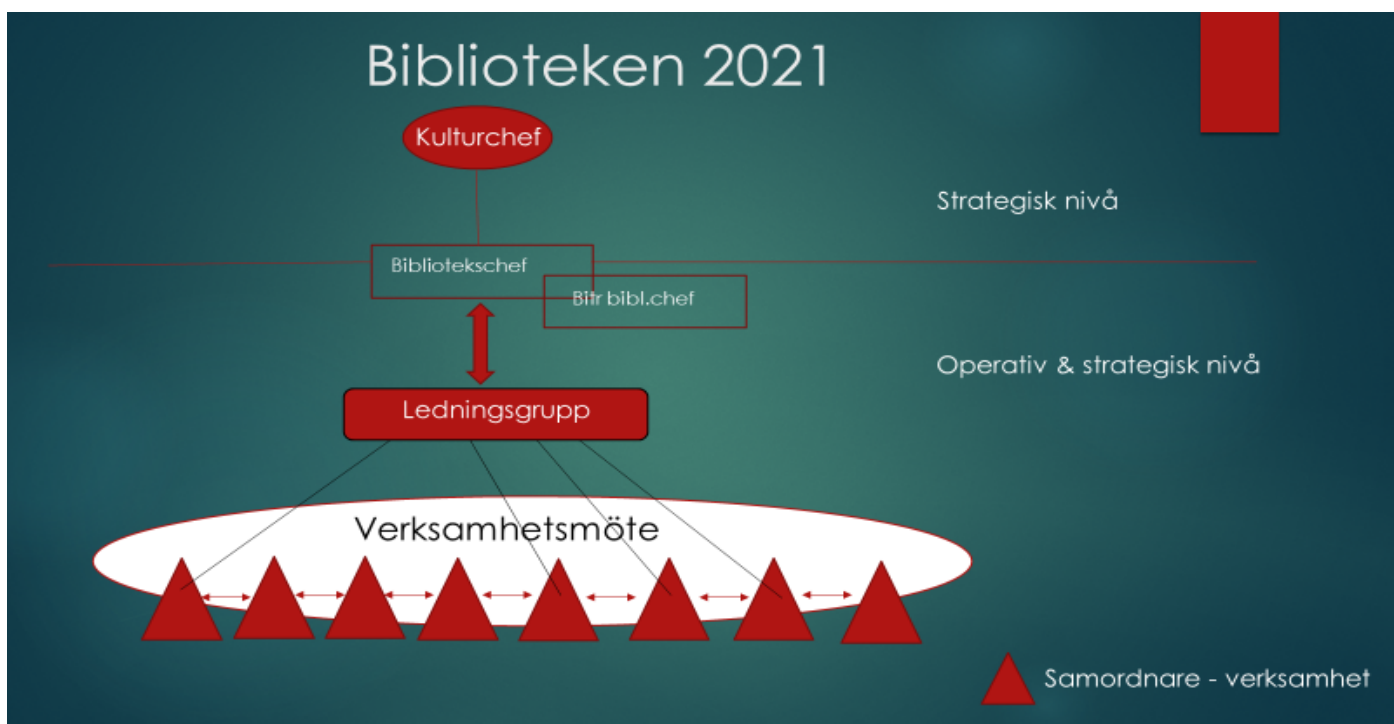 Biblioteken 2021
Kulturchef
Strategisk nivå
Bibliotekschef
Bitr bibl.chef
Operativ & strategisk nivå
Ledningsgrupp
Verksamhetsmöte
Samordnare - verksamhet